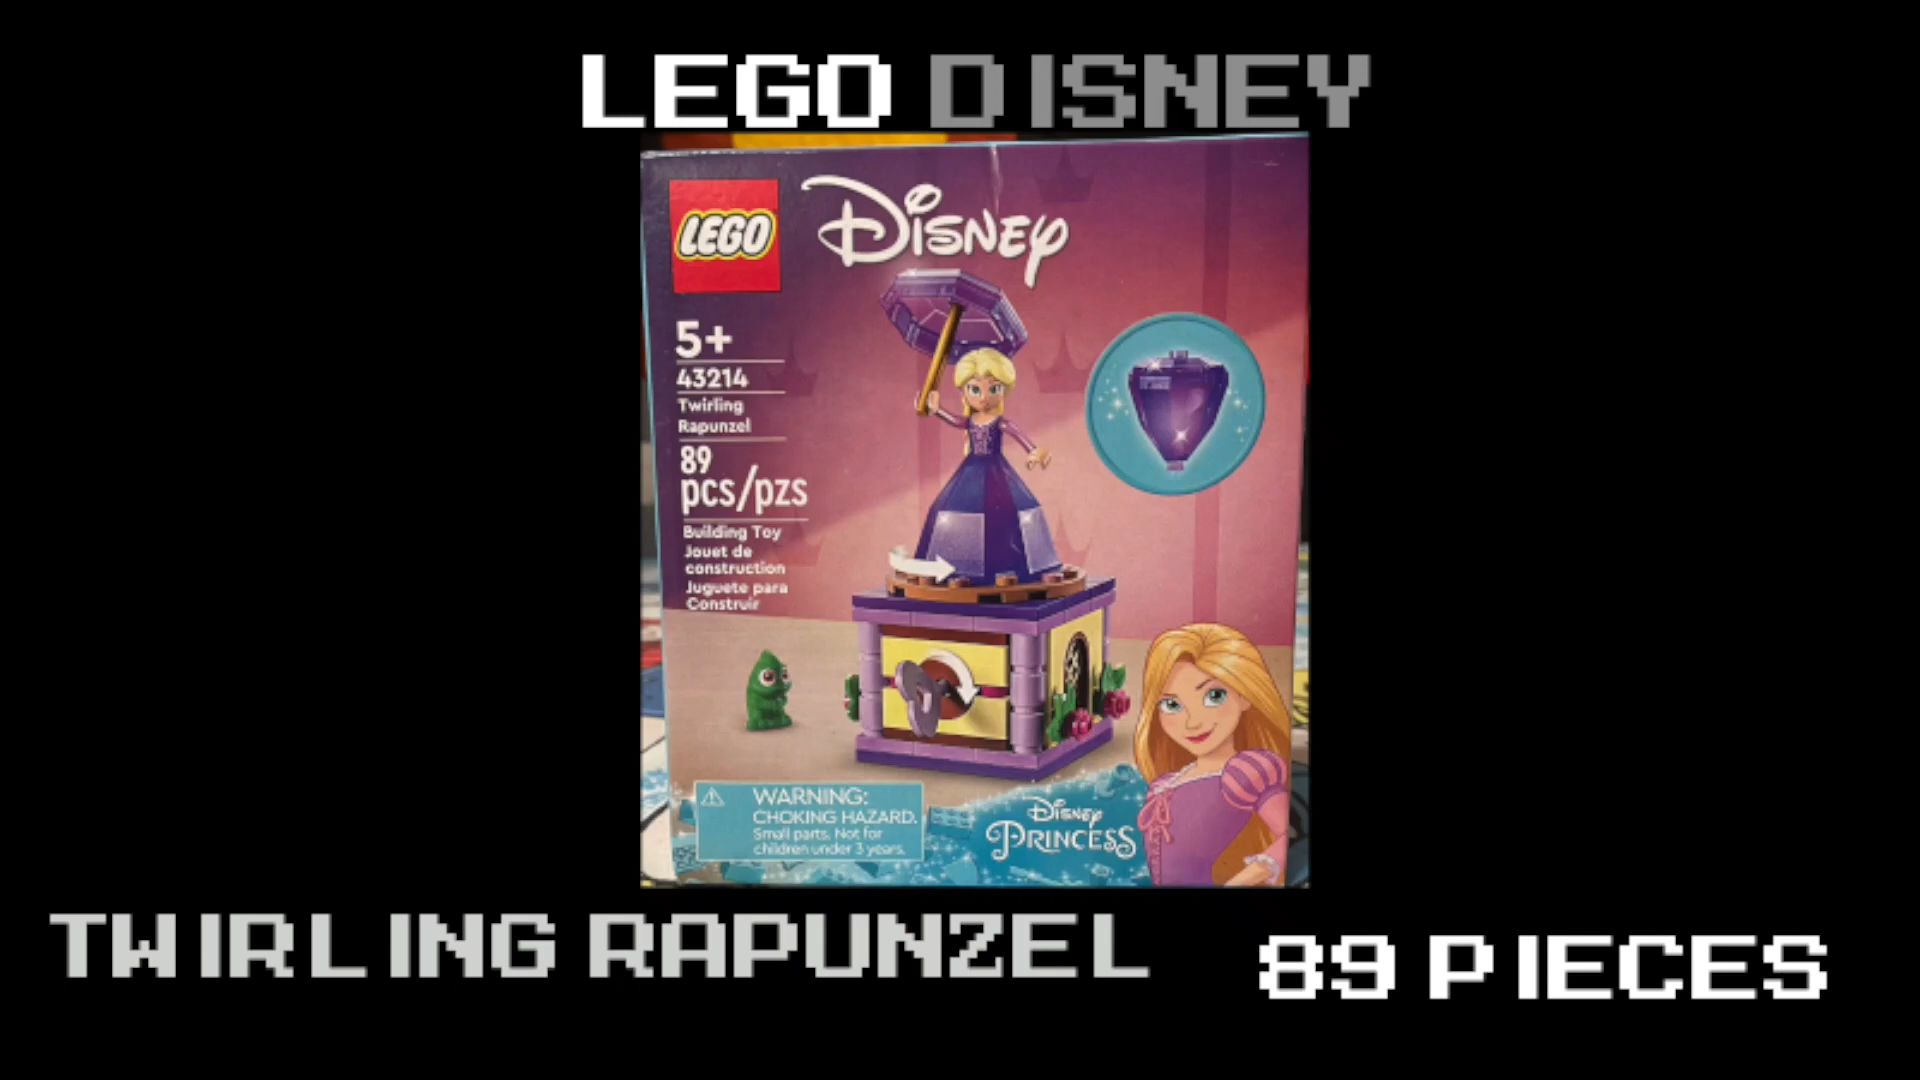 LEGO DISNEY
LEGO
Disney
5+
43214
Twirling
Rapunzel
89
pcs/pzs
Building Toy
Jouet de
construction
Juguete para
Construir
WARNING:
CHOKING HAZARD.
Small parts. Not for
children under 3 years.
Disney
PRINCESS
TWIRLING RAPUNZEL
89 PIECES